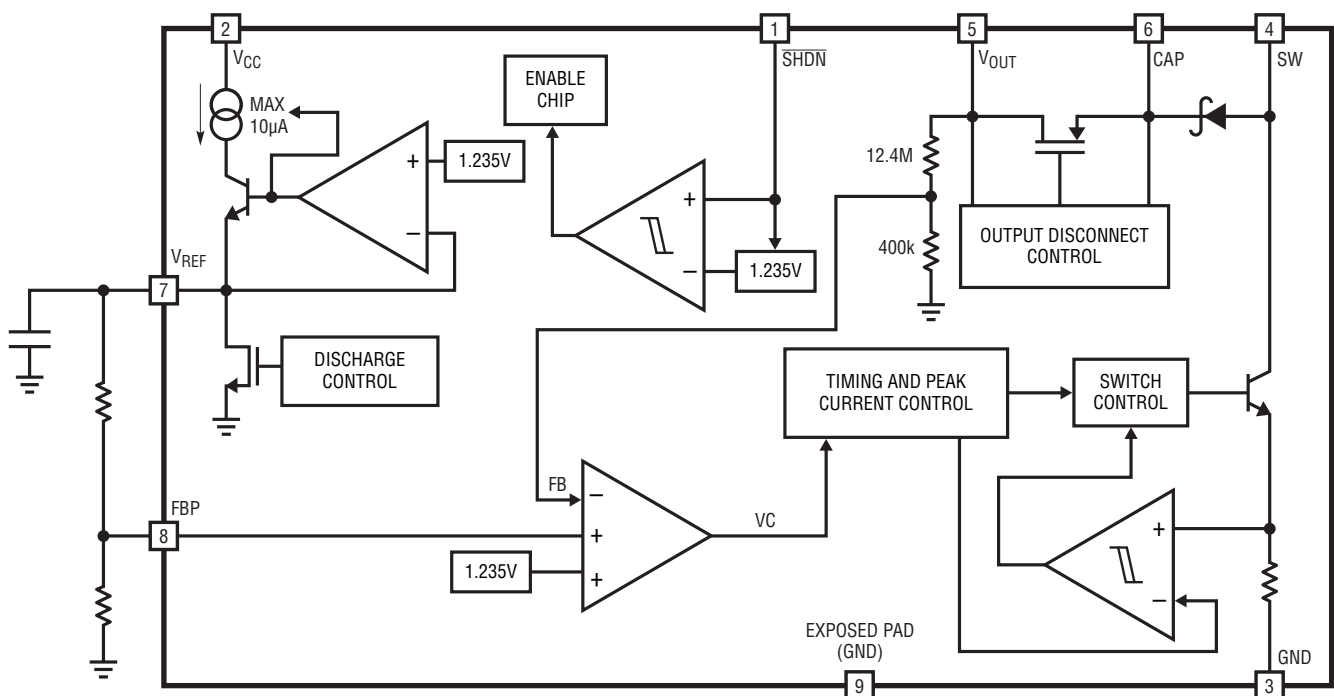 2
1
5
6
4
VCC
SHDN
VOUT
CAP
SW
ENABLE
CHIP
MAX
10µA
+
1.235V
12.4M
+
−
1.235V
−
400k
OUTPUT DISCONNECT
CONTROL
VREF
7
DISCHARGE
CONTROL
TIMING AND PEAK
CURRENT CONTROL
SWITCH
CONTROL
FB
−
VC
FBP
8
+
1.235V
+
+
−
EXPOSED PAD
(GND)
9
GND
3